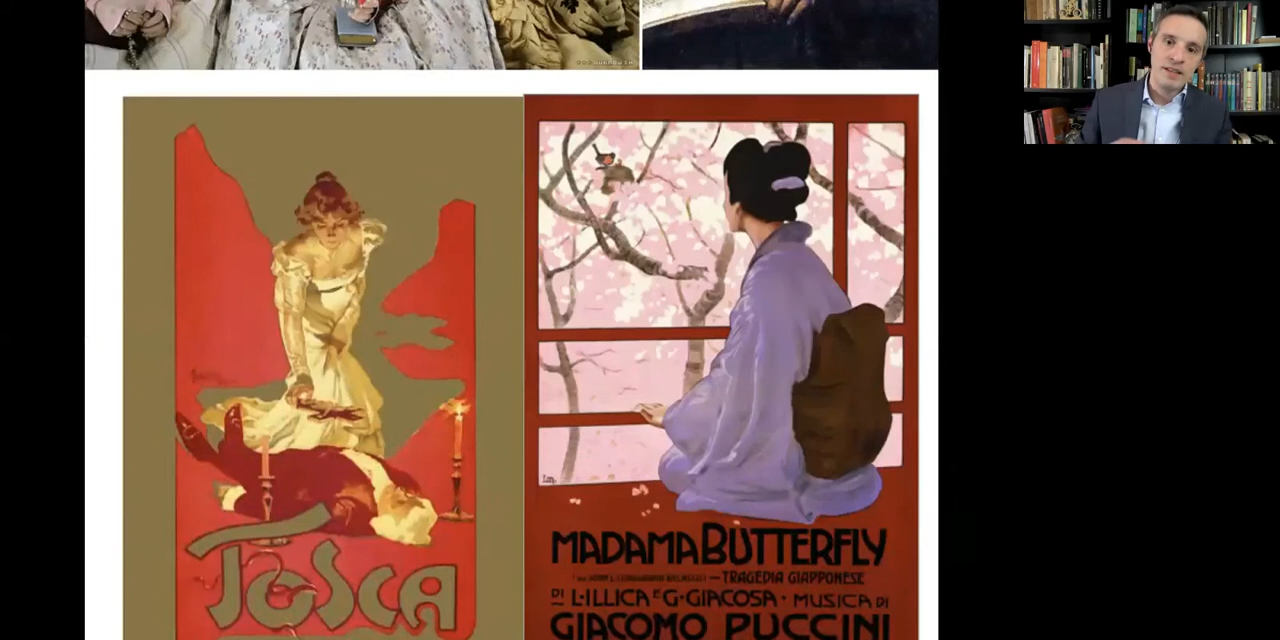 Tosca
MADAMA BUTTERFLY
TRAGEDIA GIAPPONESE
DI L·ILLICA E G·GIACOSA · MUSICA DI
GIACOMO PUCCINI